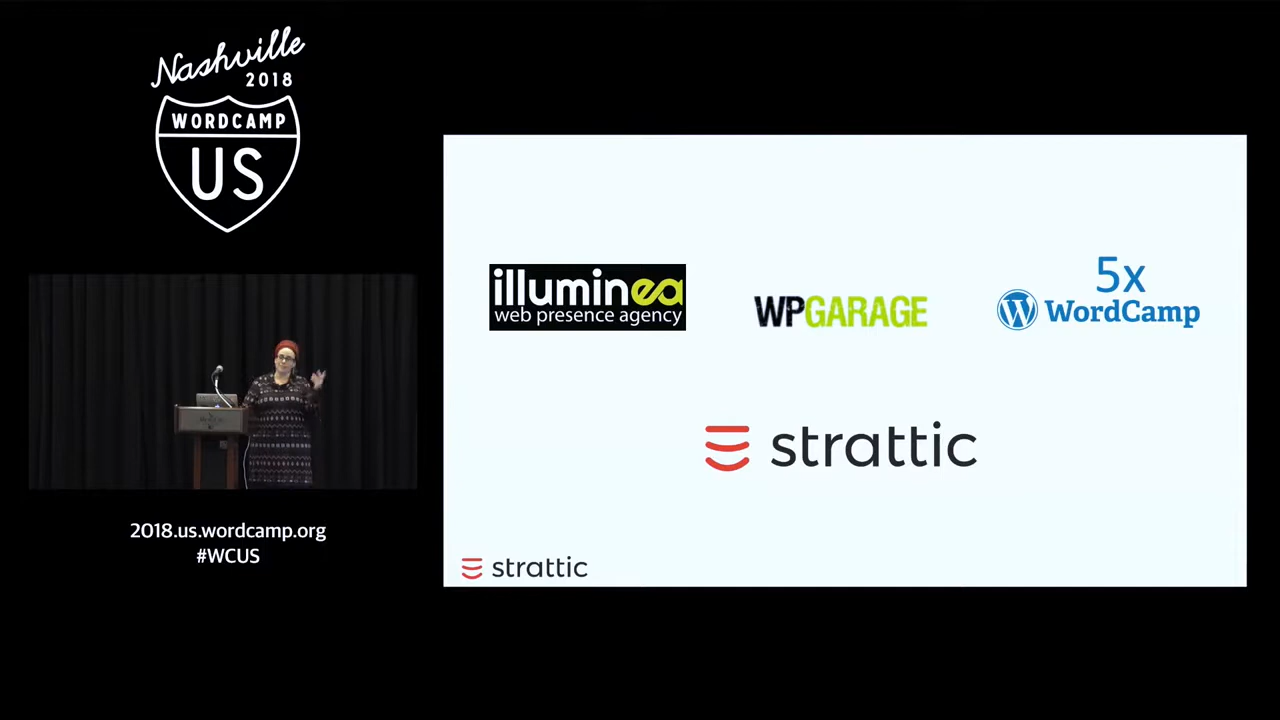 Nashville
2018
WORDCAMP
US
2018.us.wordcamp.org
#WCUS
illuminea
web presence agency
WPGARAGE
5x
WordCamp
strattic
strattic